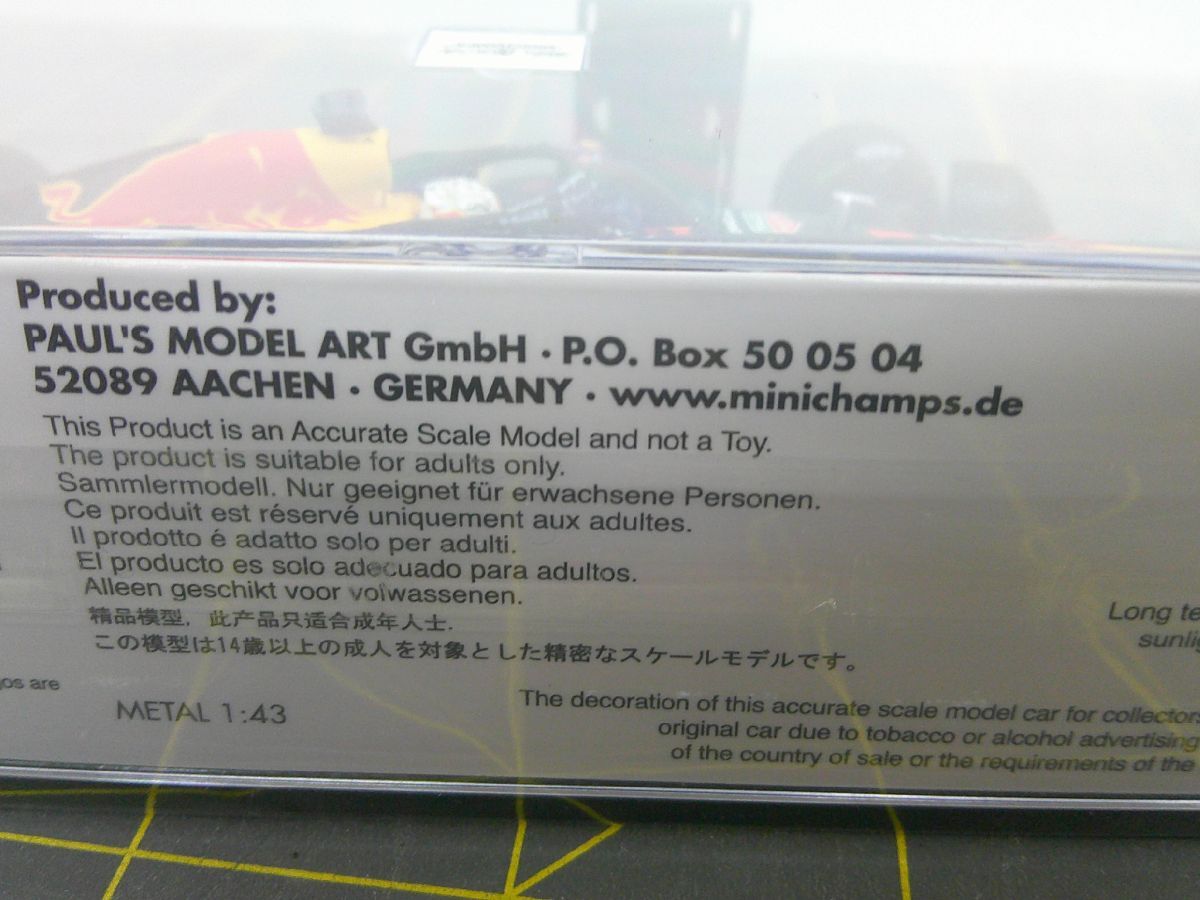 Produced by:
PAUL'S MODEL ART GmbH · P.O. Box 50 05 04
52089 AACHEN · GERMANY · www.minichamps.de
This Product is an Accurate Scale Model and not a Toy.
The product is suitable for adults only.
Sammlermodell. Nur geeignet für erwachsene Personen.
Ce produit est réservé uniquement aux adultes.
Il prodotto é adatto solo per adulti.
El producto es solo adecuado para adultos.
Alleen geschikt voor volwassenen.
精品模型, 此产品只适合成年人士.
この模型は14歳以上の成人を対象とした精密なスケールモデルです。
Long te
sunlig
os are
METAL 1:43
The decoration of this accurate scale model car for collectors
original car due to tobacco or alcohol advertising
of the country of sale or the requirements of the